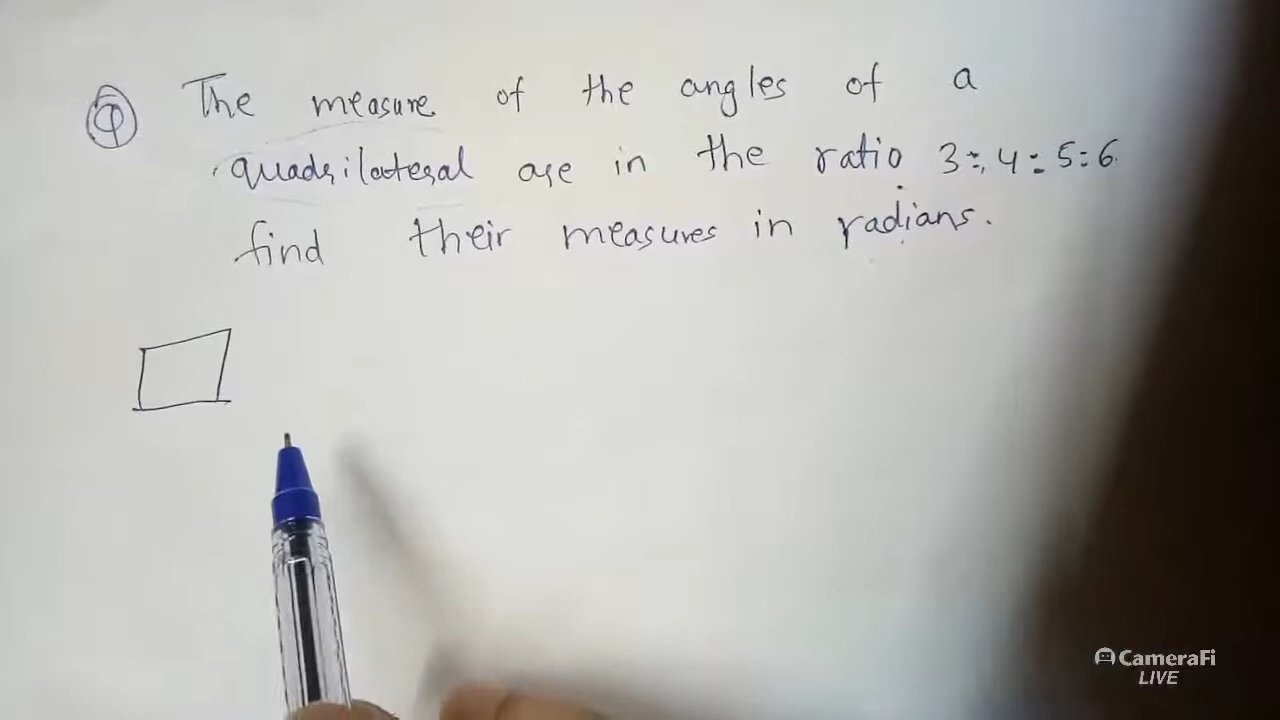 Q The measure of the angles of a
quadrilateral are in the ratio 3:4:5:6
find their measures in radians.
CameraFi
LIVE